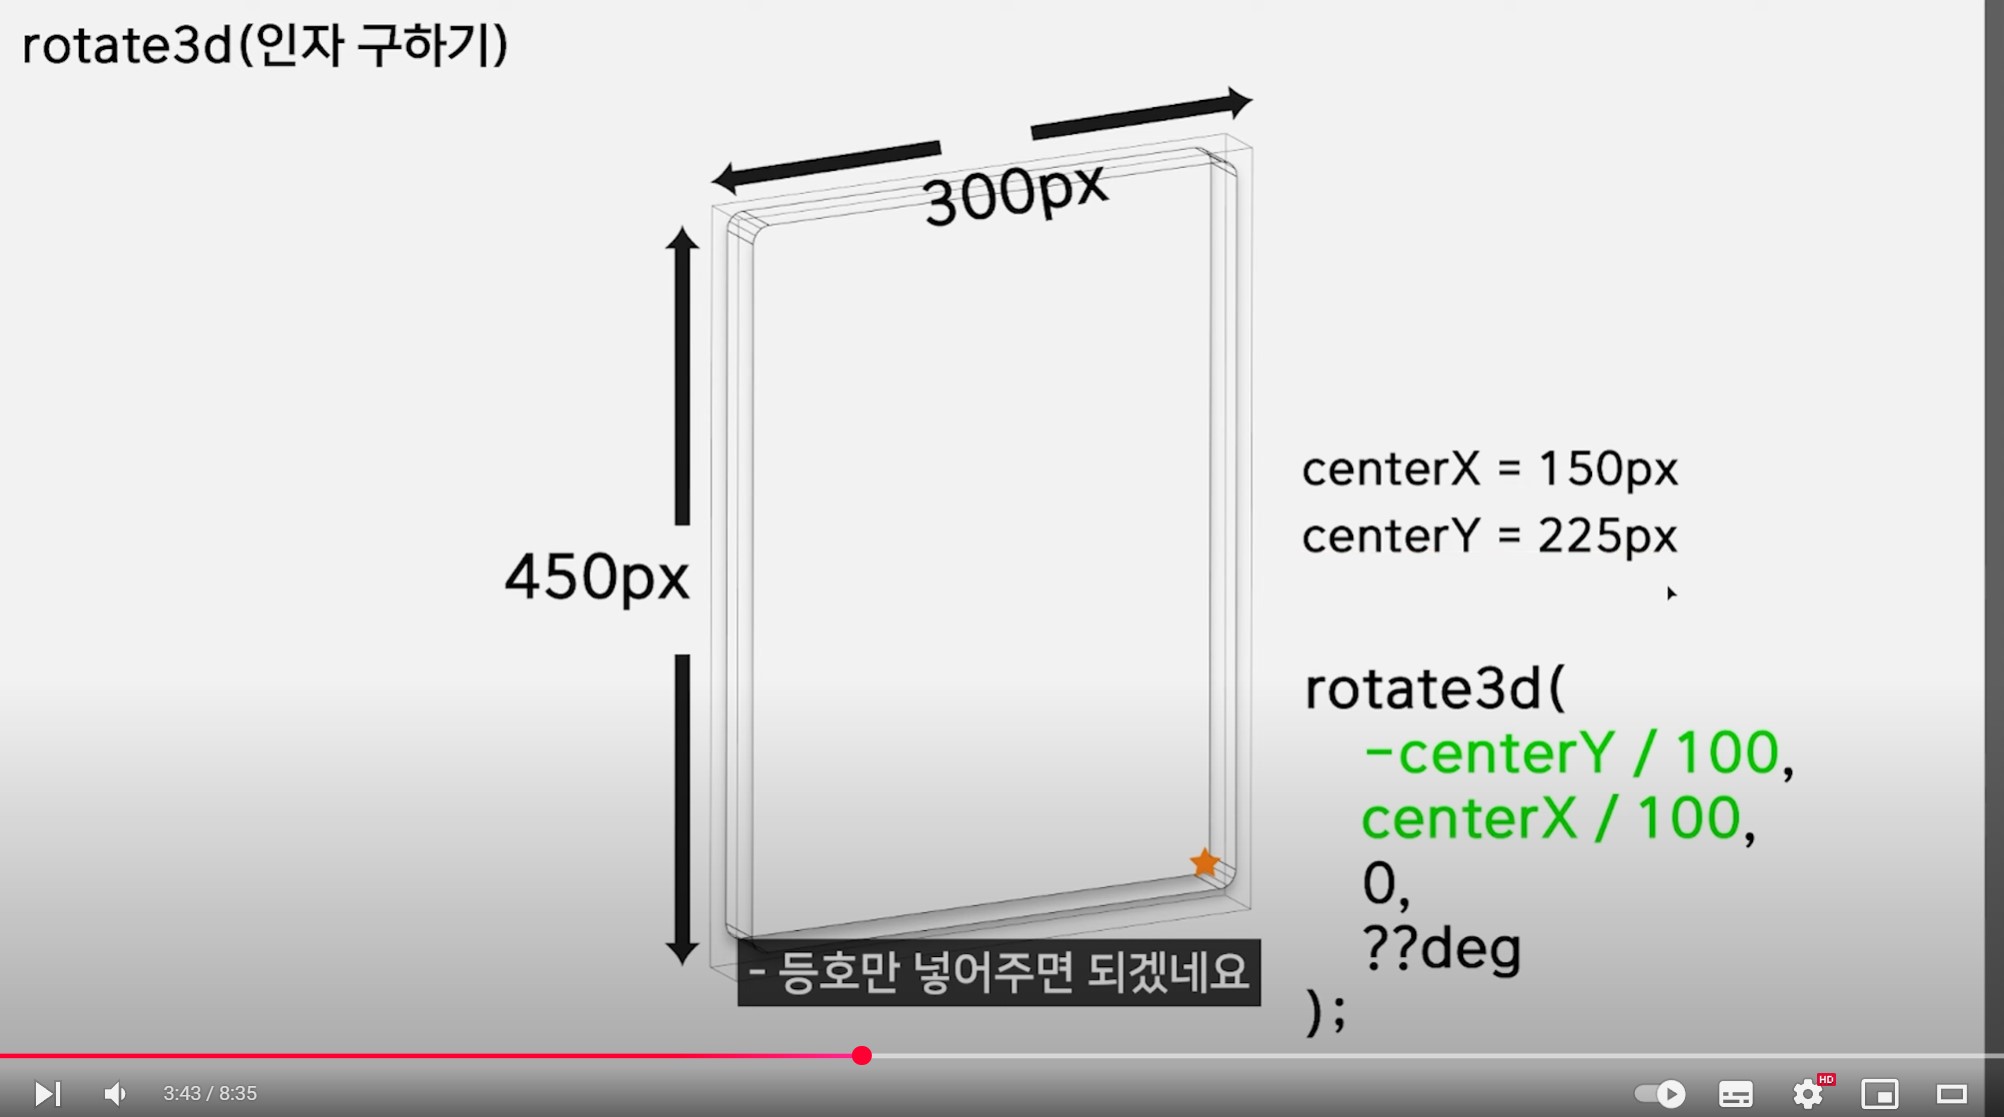 rotate3d(인자 구하기)
300px
450px
centerX = 150px
centerY = 225px
rotate3d(
-centerY / 100,
centerX / 100,
0,
??deg
);
- 등호만 넣어주면 되겠네요
3:43 / 8:35
HD